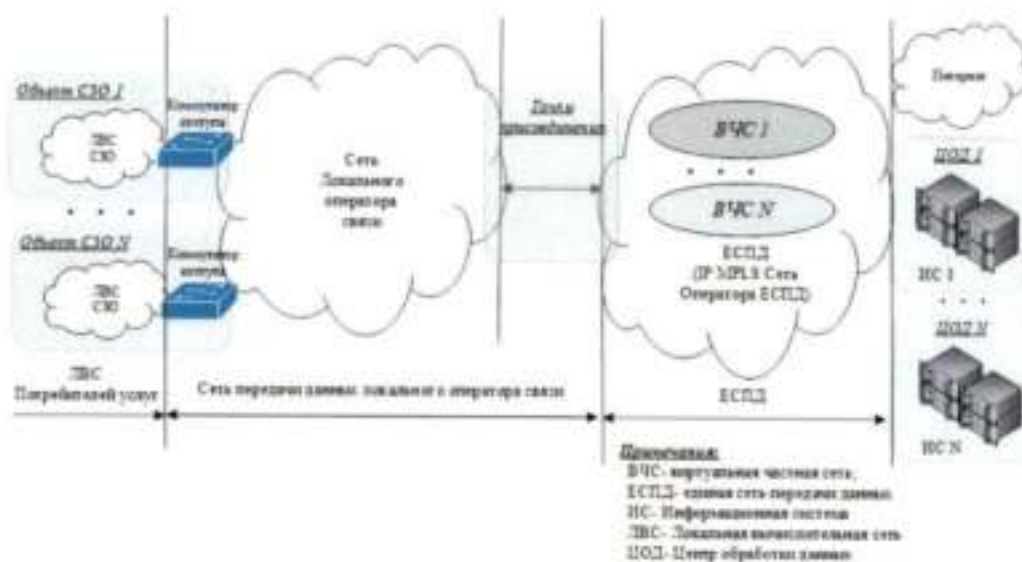 Объект СЗО 1
Коммутатор
доступа
ЛВС
СЗО
. . .
Объект СЗО N
Коммутатор
доступа
ЛВС
СЗО
ЛВС
Потребителей услуг
Сеть
Локального
оператора
связи
Сеть передачи данных локального оператора связи
Точка
присоединения
ВЧС 1
. . .
ВЧС N
ЕСПД
(IP MPLS Сеть
Оператора ЕСПД)
ЕСПД
Интернет
ЦОД 1
ИС 1
. . .
ЦОД N
ИС N
Примечания:
ВЧС- виртуальная частная сеть,
ЕСПД- единая сеть передачи данных
ИС- Информационная система
ЛВС- Локальная вычислительная сеть
ЦОД- Центр обработки данных